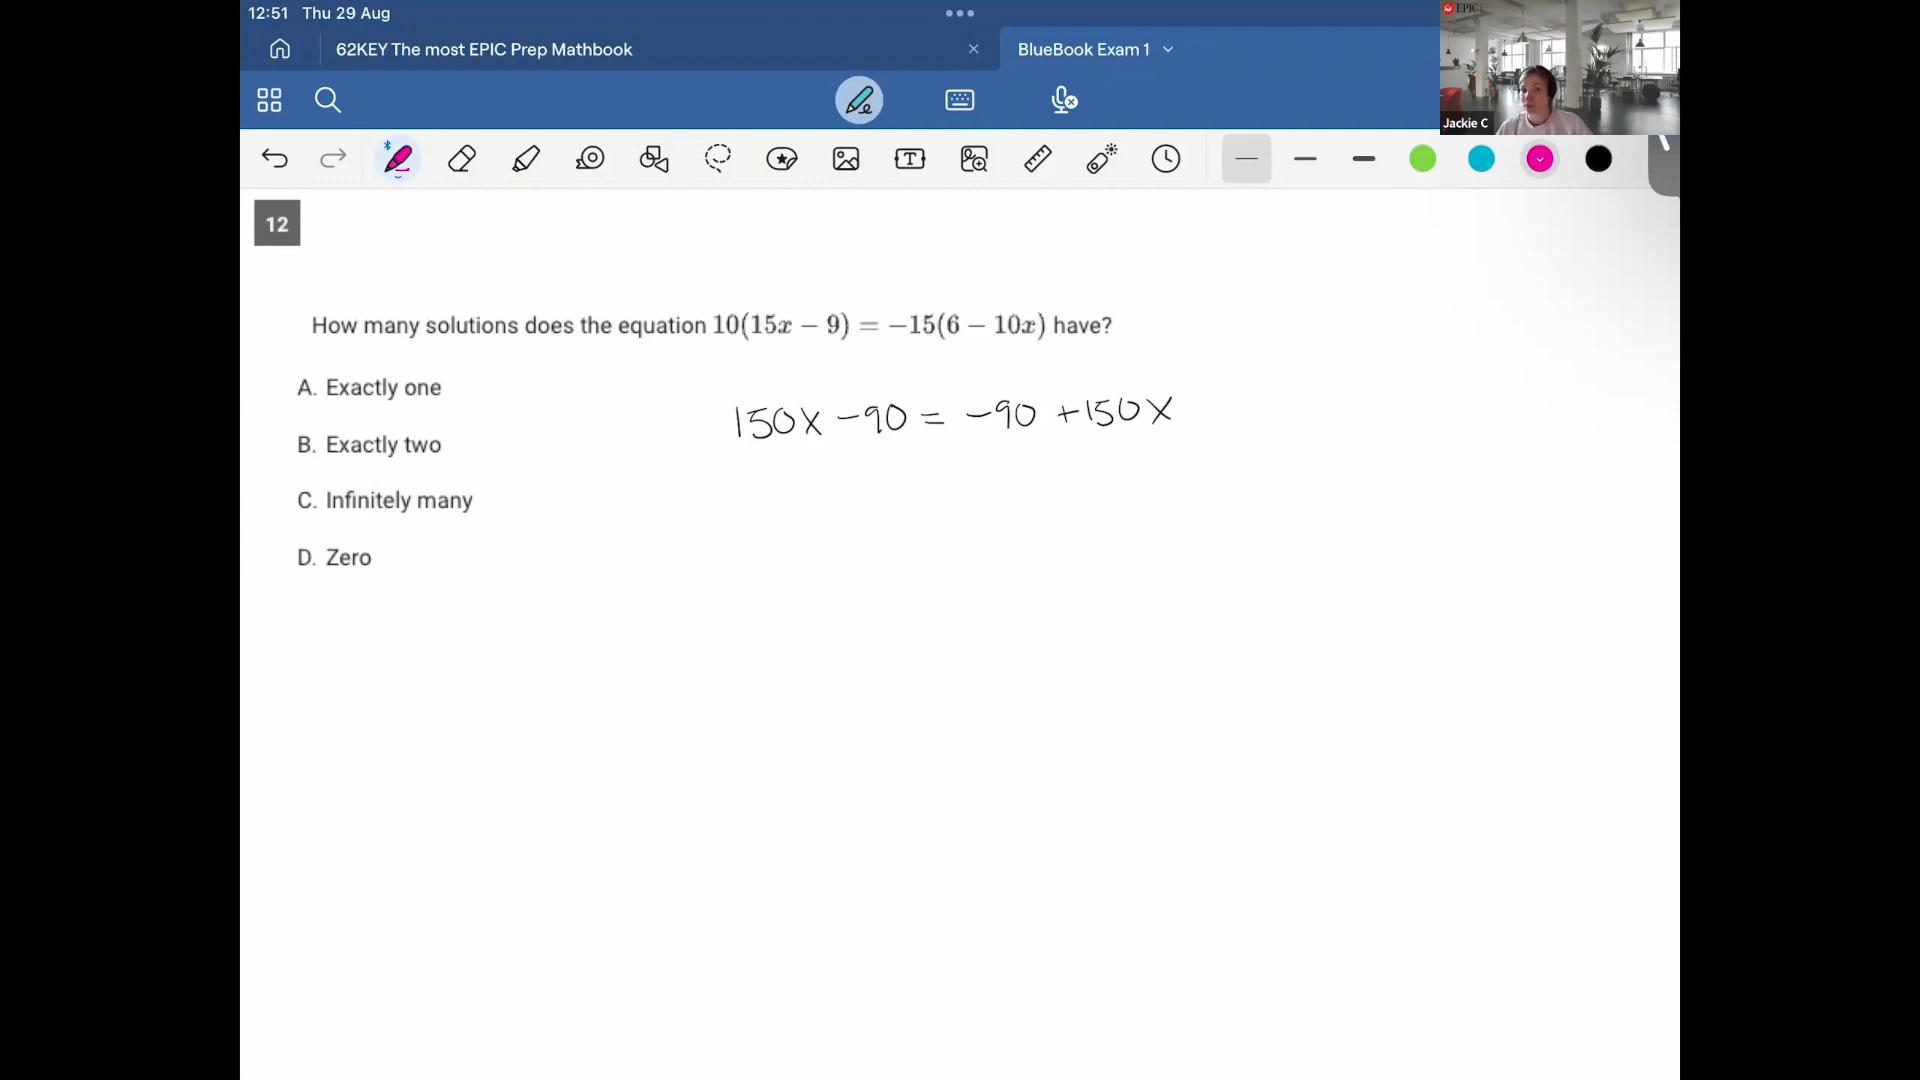 12:51 Thu 29 Aug
62KEY The most EPIC Prep Mathbook
BlueBook Exam 1
EPIC
Jackie C
12
How many solutions does the equation 10(15x − 9) = −15(6 − 10x) have?
150x -90 = -90 +150x
A. Exactly one
B. Exactly two
C. Infinitely many
D. Zero